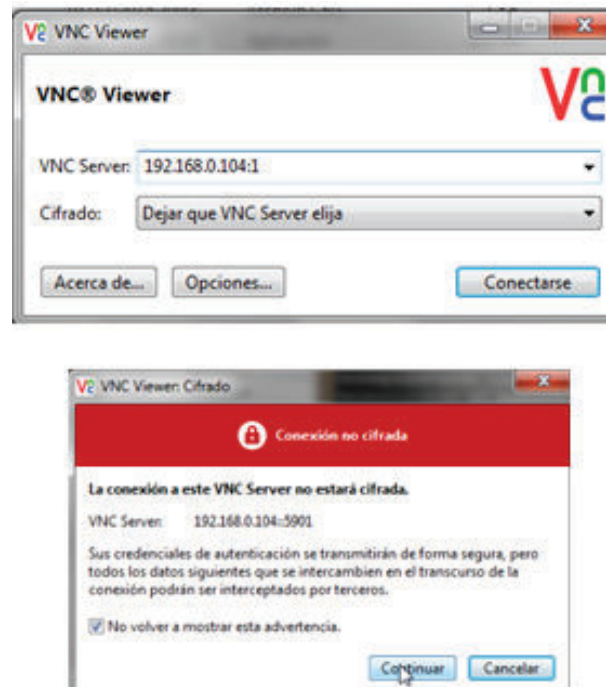 VNC Viewer
VNC® Viewer
VNC Server: 192.168.0.104:1
Cifrado: Dejar que VNC Server elija
Acerca de... Opciones... Conectarse
VNC Viewer: Cifrado
Conexión no cifrada
La conexión a este VNC Server no estará cifrada.
VNC Server: 192.168.0.104::5901
Sus credenciales de autenticación se transmitirán de forma segura, pero
todos los datos siguientes que se intercambien en el transcurso de la
conexión podrán ser interceptados por terceros.
No volver a mostrar esta advertencia.
Continuar Cancelar